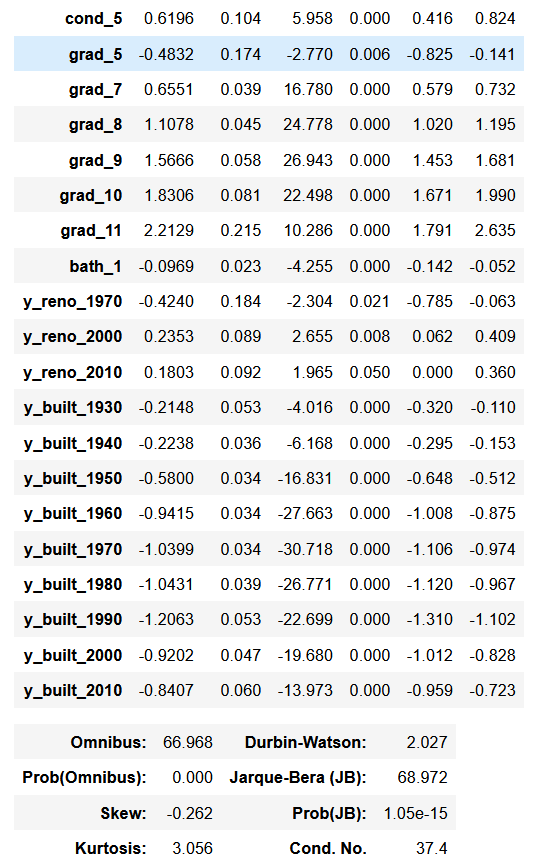 cond_5 0.6196 0.104 5.958 0.000 0.416 0.824
grad_5 -0.4832 0.174 -2.770 0.006 -0.825 -0.141
grad_7 0.6551 0.039 16.780 0.000 0.579 0.732
grad_8 1.1078 0.045 24.778 0.000 1.020 1.195
grad_9 1.5666 0.058 26.943 0.000 1.453 1.681
grad_10 1.8306 0.081 22.498 0.000 1.671 1.990
grad_11 2.2129 0.215 10.286 0.000 1.791 2.635
bath_1 -0.0969 0.023 -4.255 0.000 -0.142 -0.052
y_reno_1970 -0.4240 0.184 -2.304 0.021 -0.785 -0.063
y_reno_2000 0.2353 0.089 2.655 0.008 0.062 0.409
y_reno_2010 0.1803 0.092 1.965 0.050 0.000 0.360
y_built_1930 -0.2148 0.053 -4.016 0.000 -0.320 -0.110
y_built_1940 -0.2238 0.036 -6.168 0.000 -0.295 -0.153
y_built_1950 -0.5800 0.034 -16.831 0.000 -0.648 -0.512
y_built_1960 -0.9415 0.034 -27.663 0.000 -1.008 -0.875
y_built_1970 -1.0399 0.034 -30.718 0.000 -1.106 -0.974
y_built_1980 -1.0431 0.039 -26.771 0.000 -1.120 -0.967
y_built_1990 -1.2063 0.053 -22.699 0.000 -1.310 -1.102
y_built_2000 -0.9202 0.047 -19.680 0.000 -1.012 -0.828
y_built_2010 -0.8407 0.060 -13.973 0.000 -0.959 -0.723
Omnibus: 66.968 Durbin-Watson: 2.027
Prob(Omnibus): 0.000 Jarque-Bera (JB): 68.972
Skew: -0.262 Prob(JB): 1.05e-15
Kurtosis: 3.056 Cond. No. 37.4